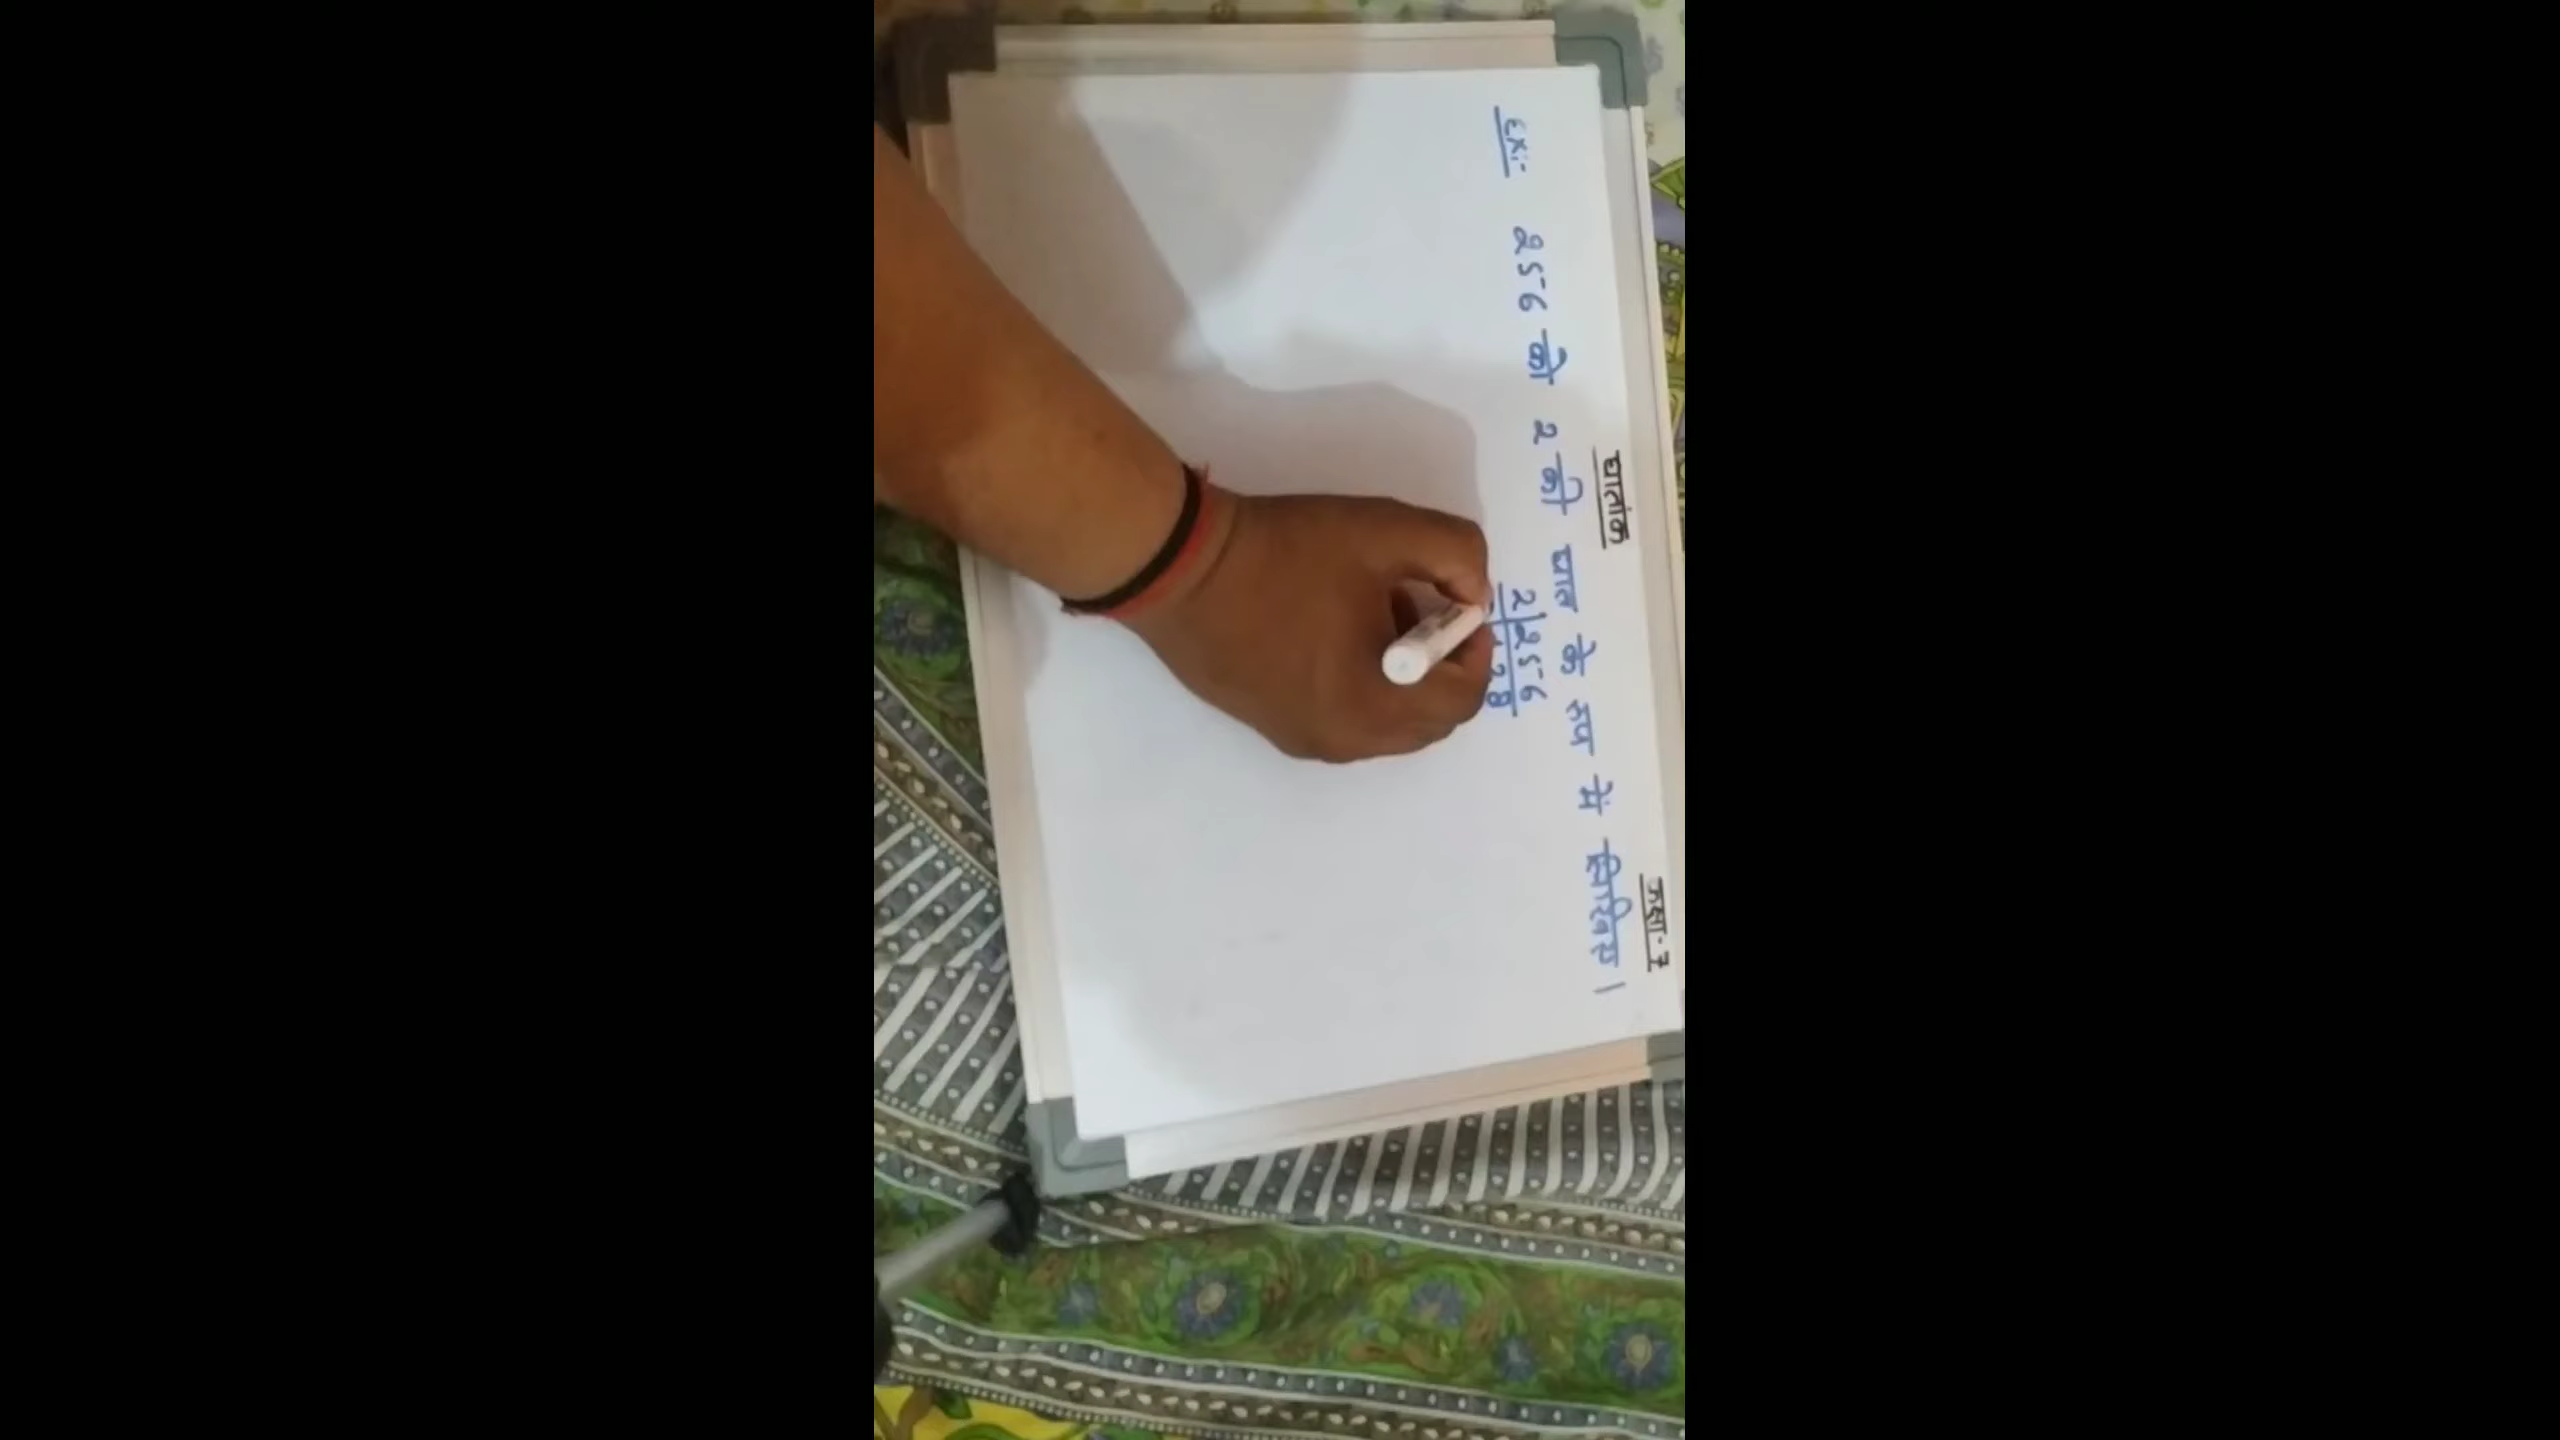 कक्षा-7
घातांक
Ex:- 256 को 2 की घात के रूप में लिखिए।
2|256
128